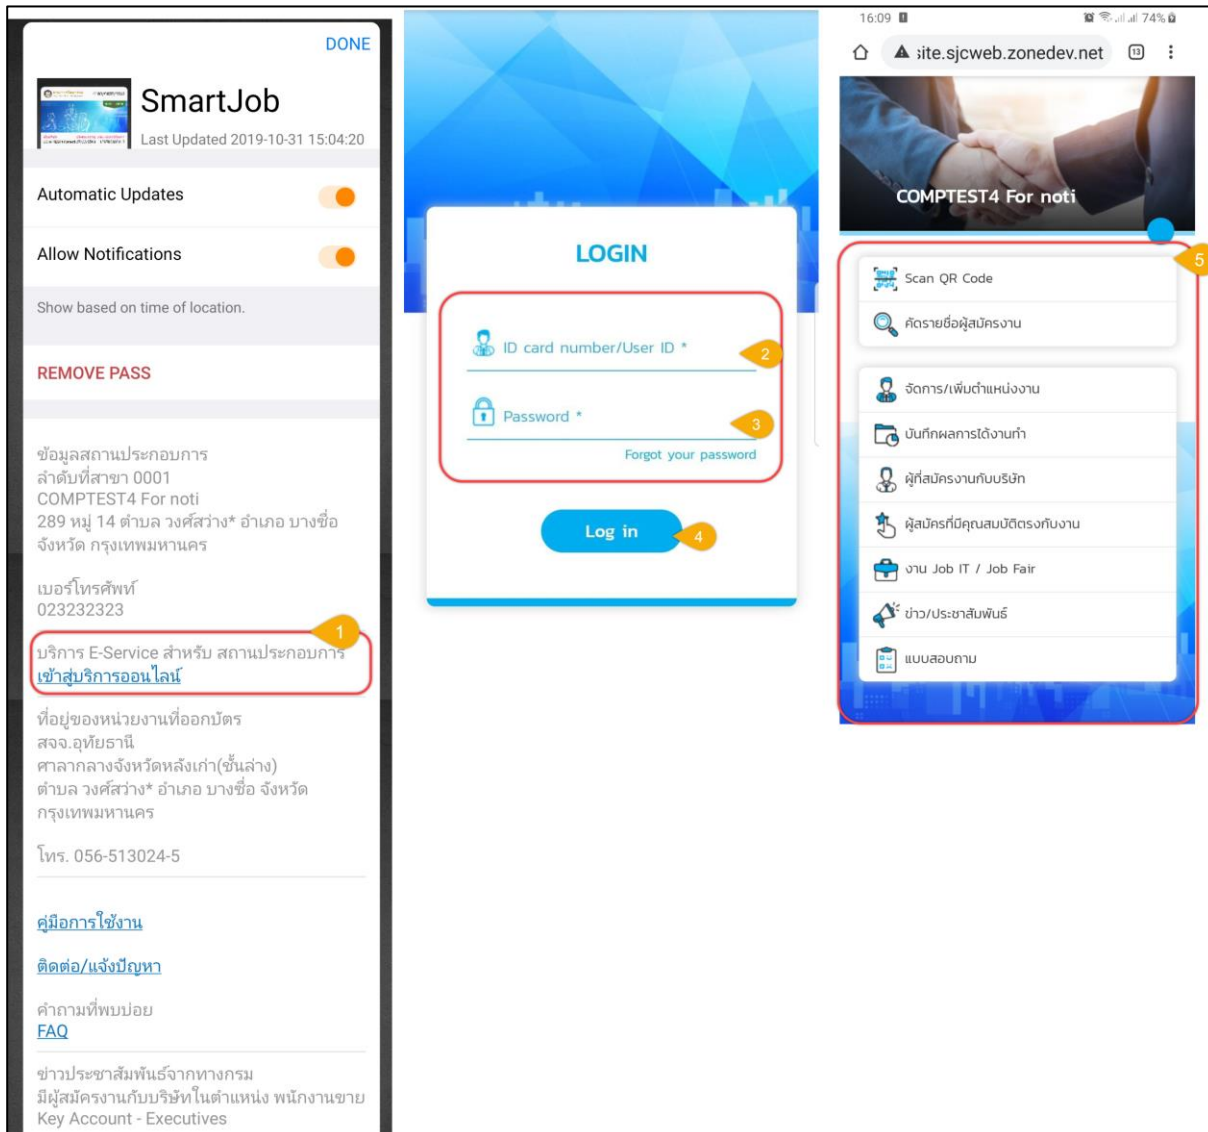 DONE
SmartJob
Last Updated 2019-10-31 15:04:20
Automatic Updates
Allow Notifications
Show based on time of location.
REMOVE PASS
ข้อมูลสถานประกอบการ
ลำดับที่สาขา 0001
COMPTEST4 For noti
289 หมู่ 14 ตำบล วงศ์สว่าง* อำเภอ บางซื่อ
จังหวัด กรุงเทพมหานคร
เบอร์โทรศัพท์
023232323
1
บริการ E-Service สำหรับ สถานประกอบการ
เข้าสู่บริการออนไลน์
ที่อยู่ของหน่วยงานที่ออกบัตร
สจจ.อุทัยธานี
ศาลากลางจังหวัดหลังเก่า(ชั้นล่าง)
ตำบล วงศ์สว่าง* อำเภอ บางซื่อ จังหวัด
กรุงเทพมหานคร
โทร. 056-513024-5
คู่มือการใช้งาน
ติดต่อ/แจ้งปัญหา
คำถามที่พบบ่อย
FAQ
ข่าวประชาสัมพันธ์จากทางกรม
มีผู้สมัครงานกับบริษัทในตำแหน่ง พนักงานขาย
Key Account - Executives
LOGIN
ID card number/User ID *
2
Password *
3
Forgot your password
Log in
4
16:09
74%
site.sjcweb.zonedev.net
13
COMPTEST4 For noti
5
Scan QR Code
คัดรายชื่อผู้สมัครงาน
จัดการ/เพิ่มตำแหน่งงาน
บันทึกผลการได้งานทำ
ผู้ที่สมัครงานกับบริษัท
ผู้สมัครที่มีคุณสมบัติตรงกับงาน
งาน Job IT / Job Fair
ข่าว/ประชาสัมพันธ์
แบบสอบถาม